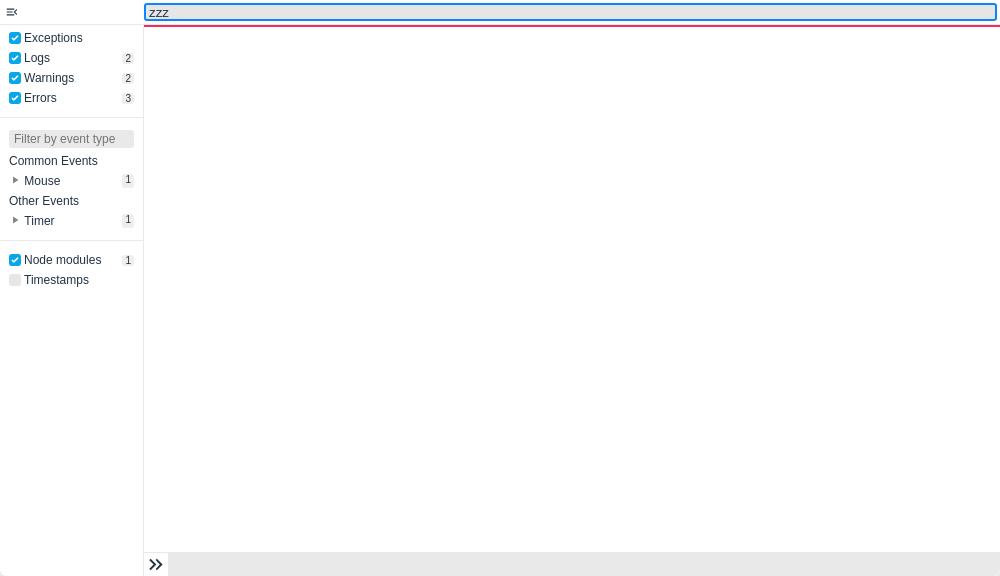 zzz
Exceptions
Logs 2
Warnings 2
Errors 3
Filter by event type
Common Events
Mouse 1
Other Events
Timer 1
Node modules 1
Timestamps